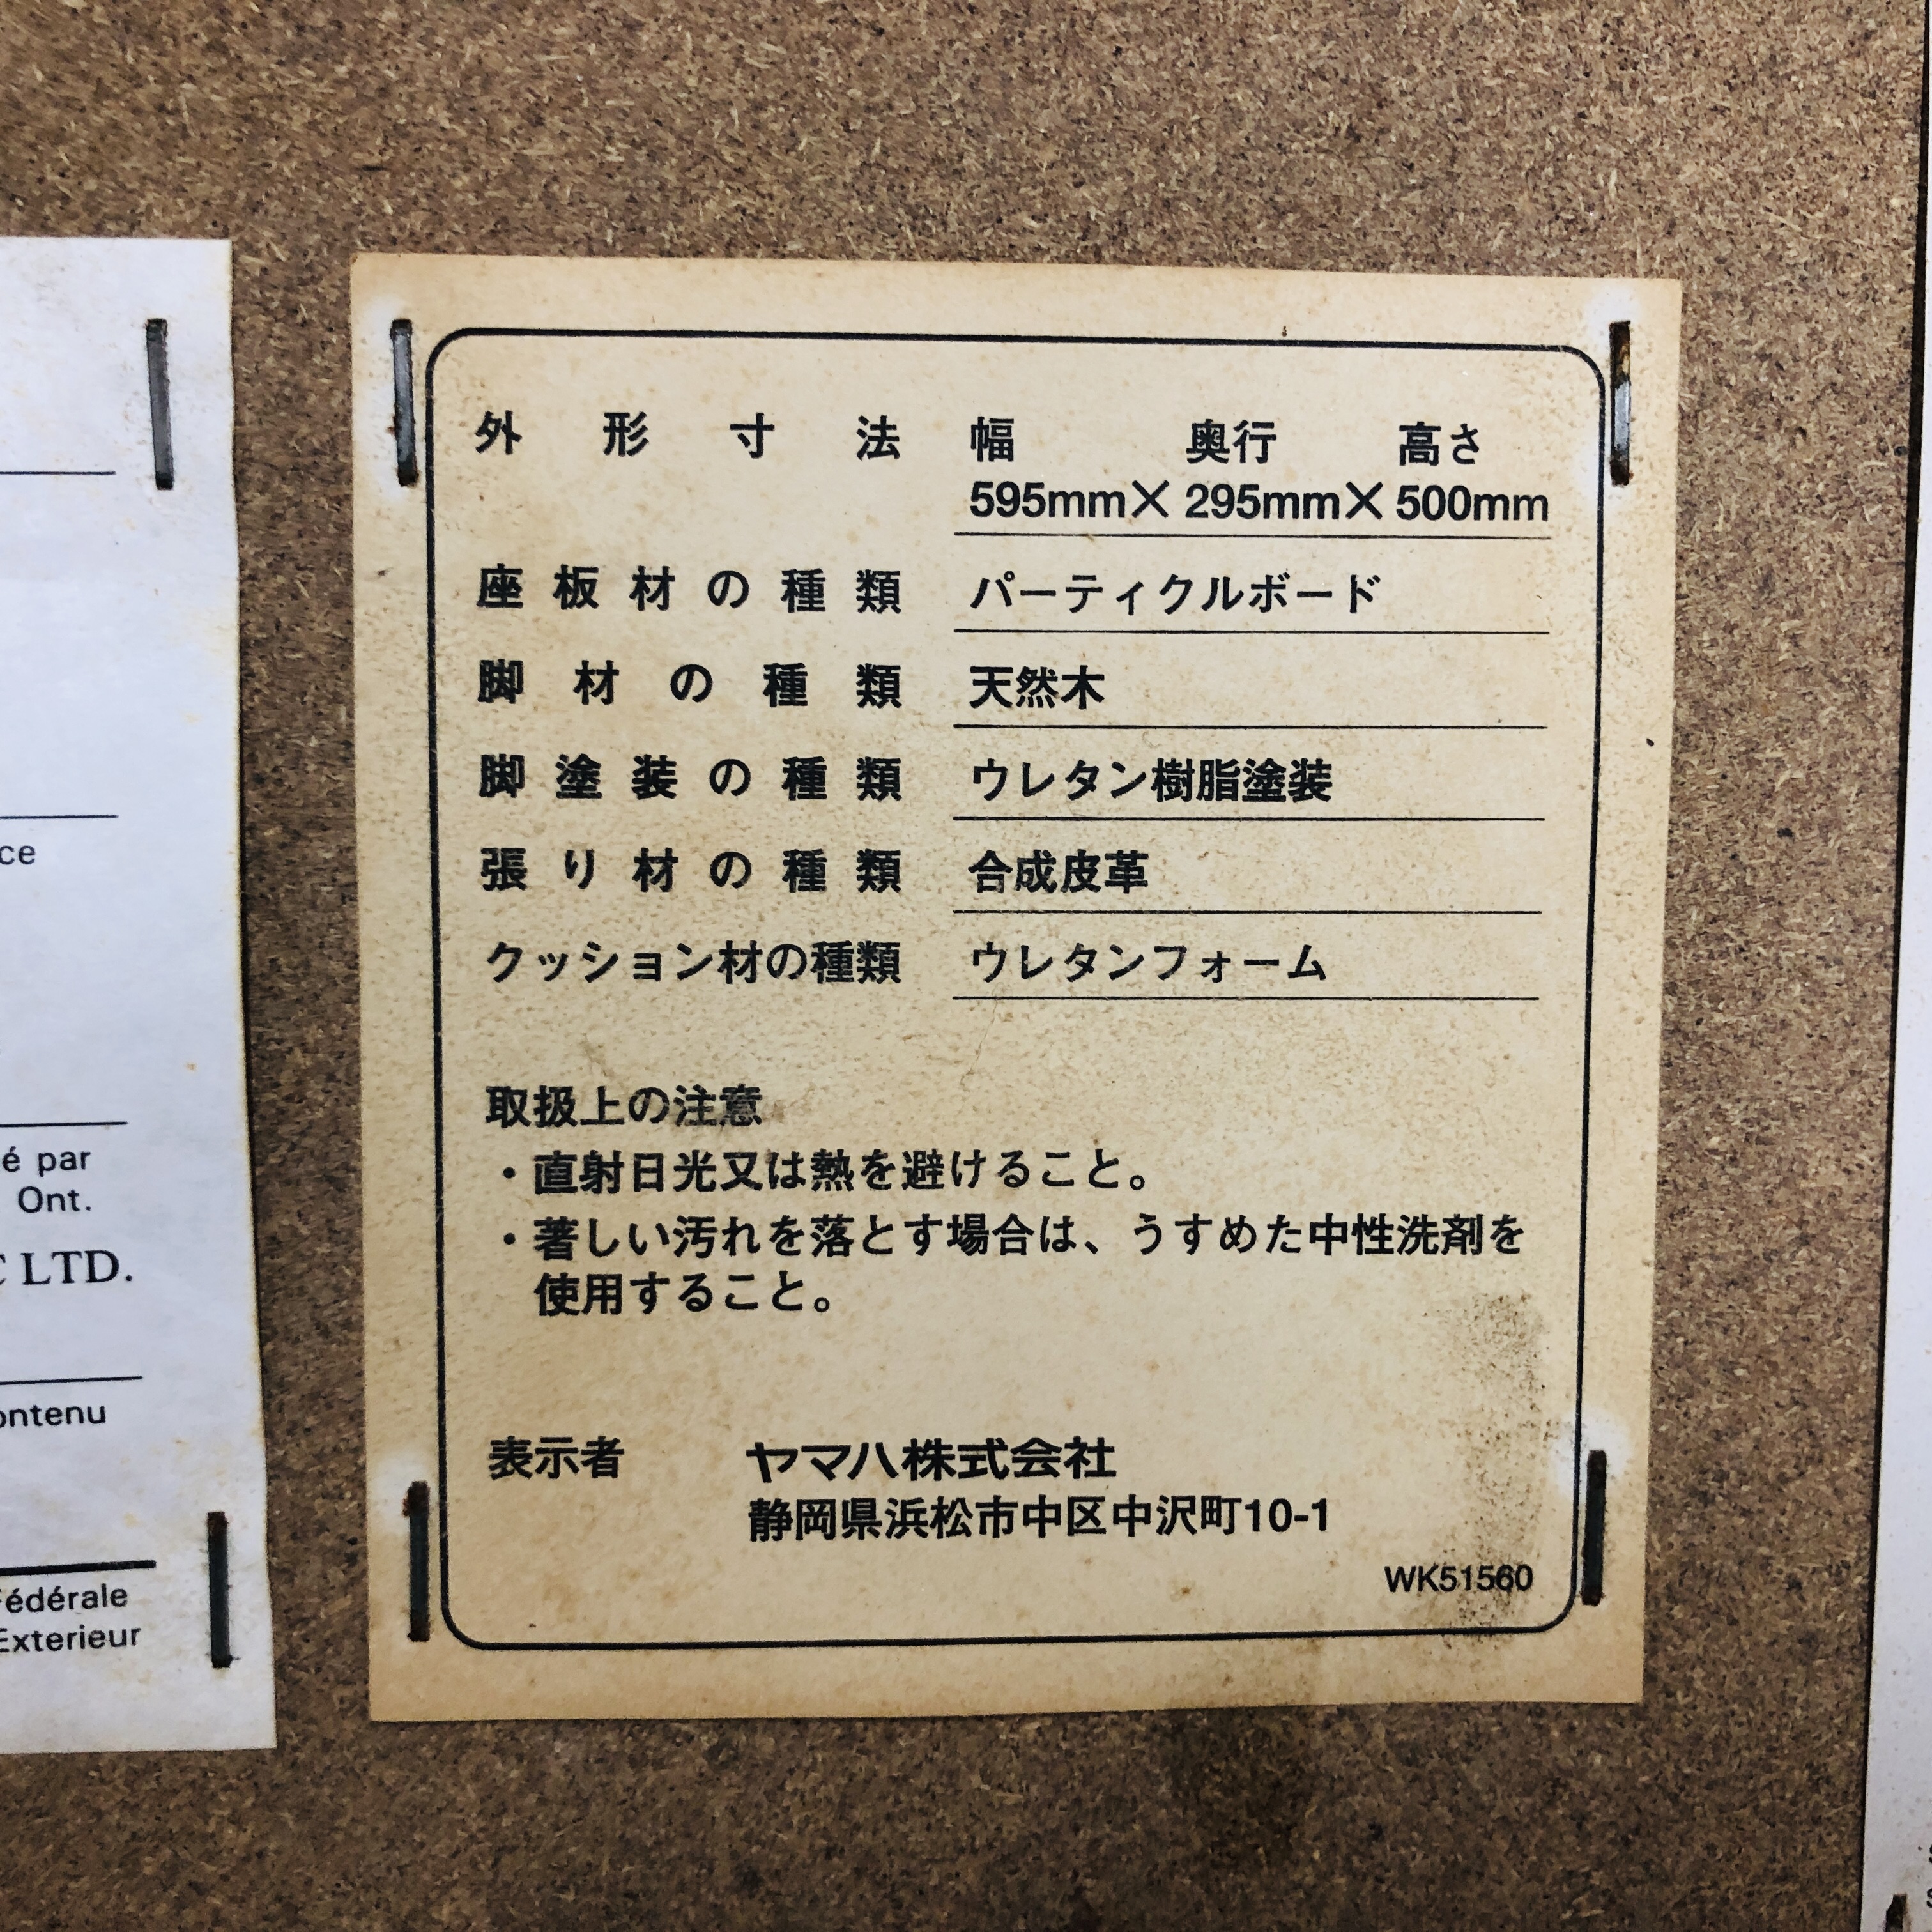 外形寸法 幅 奥行 高さ
595mm×295mm×500mm
座板材の種類 パーティクルボード
脚材の種類 天然木
脚塗装の種類 ウレタン樹脂塗装
張り材の種類 合成皮革
クッション材の種類 ウレタンフォーム
取扱上の注意
・直射日光又は熱を避けること。
・著しい汚れを落とす場合は、うすめた中性洗剤を
使用すること。
表示者 ヤマハ株式会社
静岡県浜松市中区中沢町10-1
WK51560
par
Ont.
LTD.
Fédérale
Exterieur